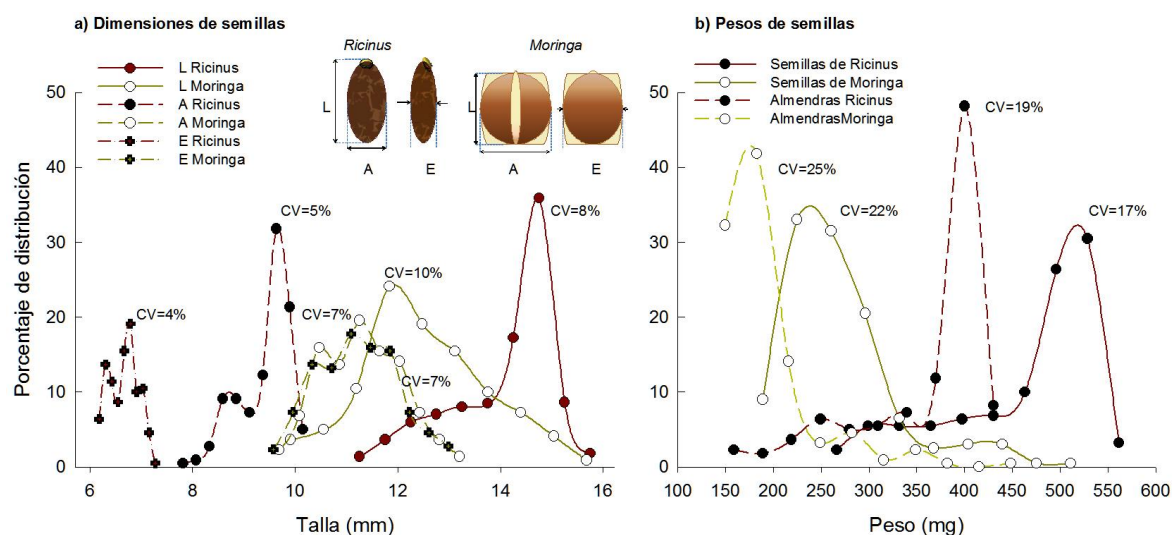 a) Dimensiones de semillas
L Ricinus
L Moringa
A Ricinus
A Moringa
E Ricinus
E Moringa
Ricinus
Moringa
L
A
E
L
A
E
CV=4%
CV=5%
CV=7%
CV=10%
CV=7%
CV=8%
Porcentaje de distribución
50
40
30
20
10
0
6 8 10 12 14 16
Talla (mm)
b) Pesos de semillas
Semillas de Ricinus
Semillas de Moringa
Almendras Ricinus
AlmendrasMoringa
CV=19%
CV=25%
CV=22%
CV=17%
50
40
30
20
10
0
100 150 200 250 300 350 400 450 500 550 600
Peso (mg)